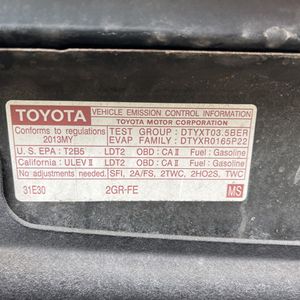 TOYOTA
VEHICLE EMISSION CONTROL INFORMATION
TOYOTA MOTOR CORPORATION
Conforms to regulations
2013MY
TEST GROUP : DTYXT03.5BER
EVAP FAMILY : DTYXR0165P22
U. S. EPA : T2B5 LDT2 OBD : CA II Fuel : Gasoline
California : ULEV II LDT2 OBD : CA II Fuel : Gasoline
No adjustments needed. SFI, 2A/FS, 2TWC, 2HO2S, TWC
31E30 2GR-FE MS